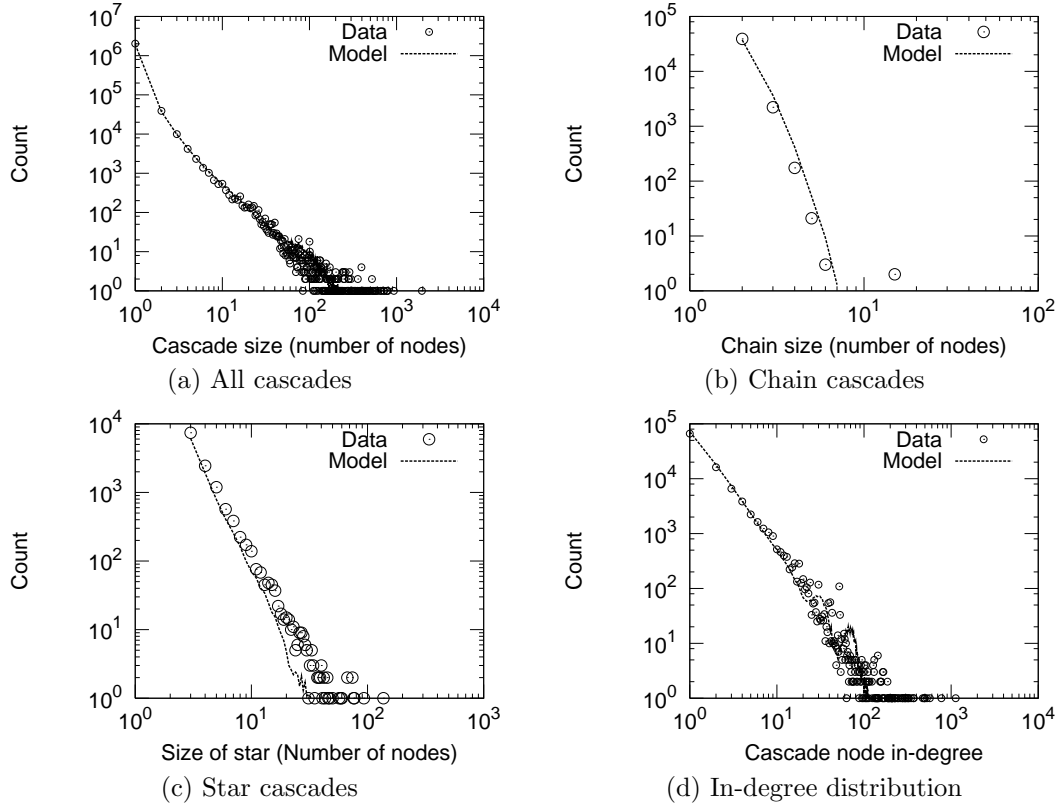 10^7
10^6
10^5
10^4
10^3
10^2
10^1
10^0
Count
Data
Model
10^0 10^1 10^2 10^3 10^4
Cascade size (number of nodes)
(a) All cascades
10^5
10^4
10^3
10^2
10^1
10^0
Count
Data
Model
10^0 10^1 10^2
Chain size (number of nodes)
(b) Chain cascades
10^4
10^3
10^2
10^1
10^0
Count
Data
Model
10^0 10^1 10^2 10^3
Size of star (Number of nodes)
(c) Star cascades
10^5
10^4
10^3
10^2
10^1
10^0
Count
Data
Model
10^0 10^1 10^2 10^3 10^4
Cascade node in-degree
(d) In-degree distribution